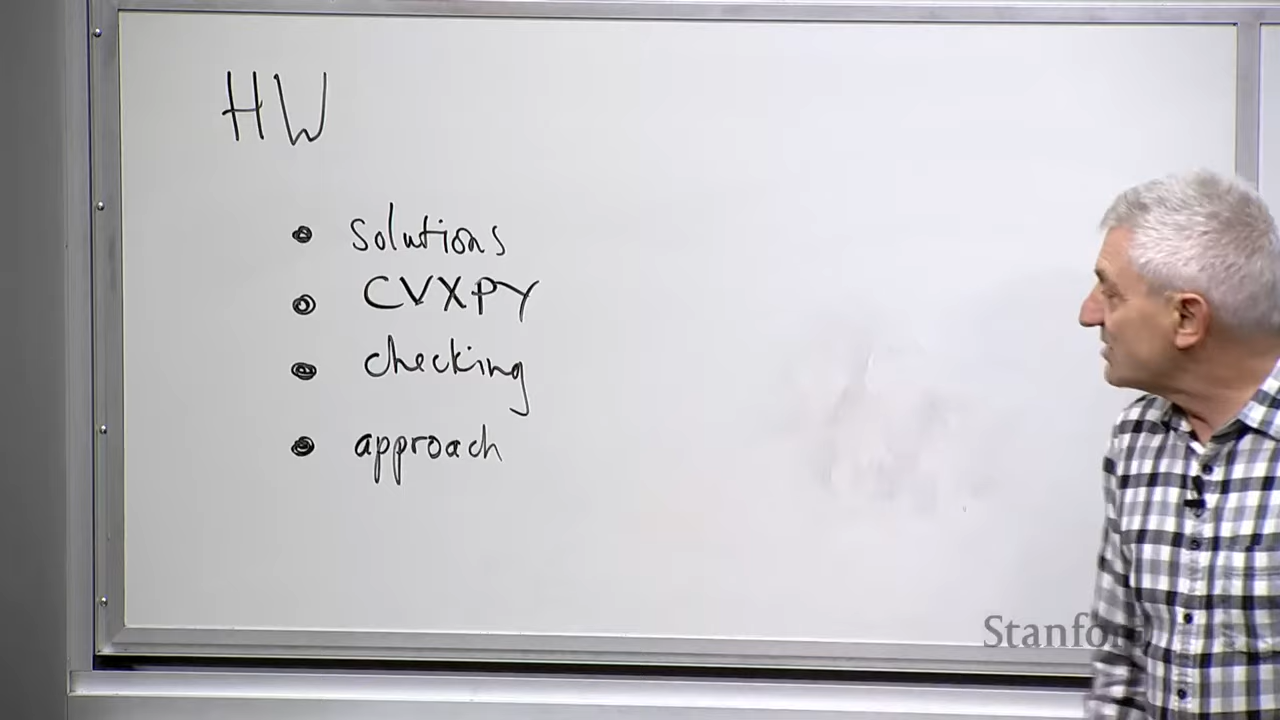 HW
• solutions
• CVXPY
• checking
• approach
Stanford